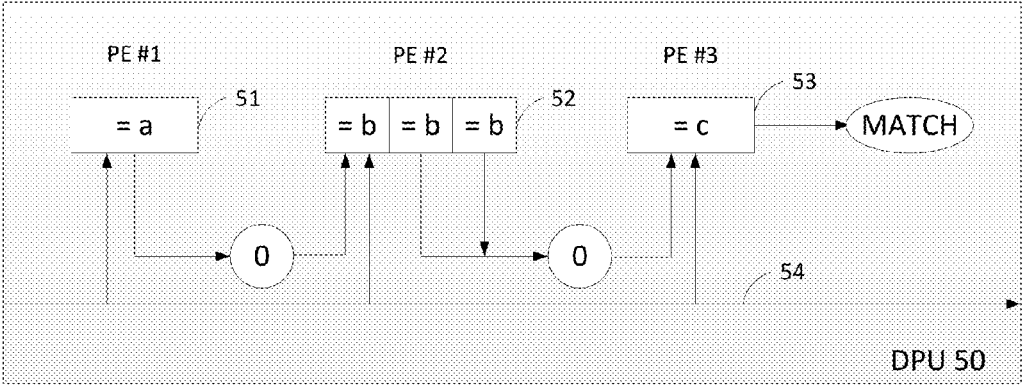 PE #1
PE #2
PE #3
51
52
53
= a
= b
= b
= b
= c
MATCH
0
0
54
DPU 50